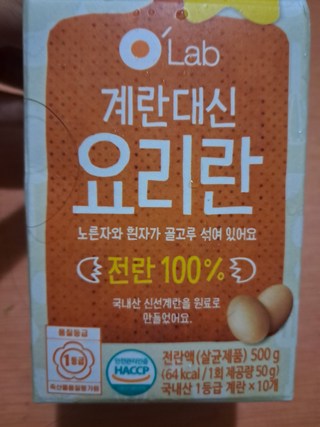 O'Lab
계란대신
요리란
노른자와 흰자가 골고루 섞여 있어요
전란 100%
국내산 신선계란을 원료로
만들었어요.
품질등급
1등급
축산물품질평가원
안전관리인증
HACCP
전란액(살균제품) 500 g
(64 kcal / 1회 제공량 50 g)
국내산 1등급 계란 × 10개